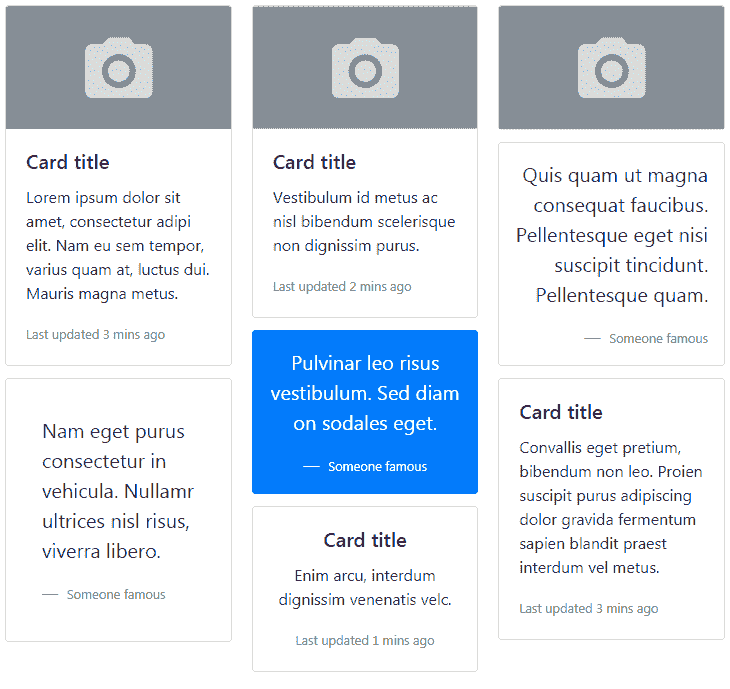 Card title
Lorem ipsum dolor sit
amet, consectetur adipi
elit. Nam eu sem tempor,
varius quam at, luctus dui.
Mauris magna metus.
Last updated 3 mins ago
Nam eget purus
consectetur in
vehicula. Nullamr
ultrices nisl risus,
viverra libero.
— Someone famous
Card title
Vestibulum id metus ac
nisl bibendum scelerisque
non dignissim purus.
Last updated 2 mins ago
Pulvinar leo risus
vestibulum. Sed diam
on sodales eget.
— Someone famous
Card title
Enim arcu, interdum
dignissim venenatis velc.
Last updated 1 mins ago
Quis quam ut magna
consequat faucibus.
Pellentesque eget nisi
suscipit tincidunt.
Pellentesque quam.
— Someone famous
Card title
Convallis eget pretium,
bibendum non leo. Proien
suscipit purus adipiscing
dolor gravida fermentum
sapien blandit praest
interdum vel metus.
Last updated 3 mins ago